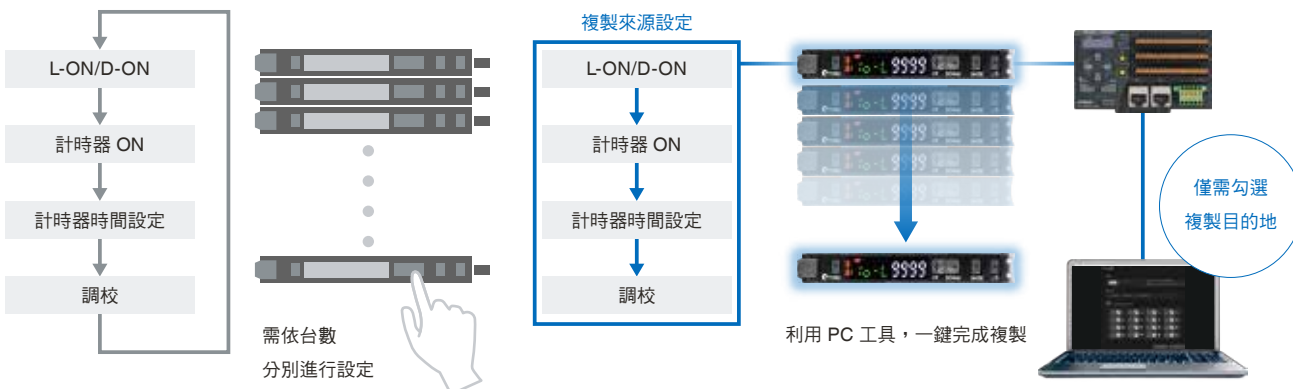 L-ON/D-ON
計時器 ON
計時器時間設定
調校
需依台數
分別進行設定
複製來源設定
L-ON/D-ON
計時器 ON
計時器時間設定
調校
9999
9999
利用 PC 工具，一鍵完成複製
僅需勾選
複製目的地